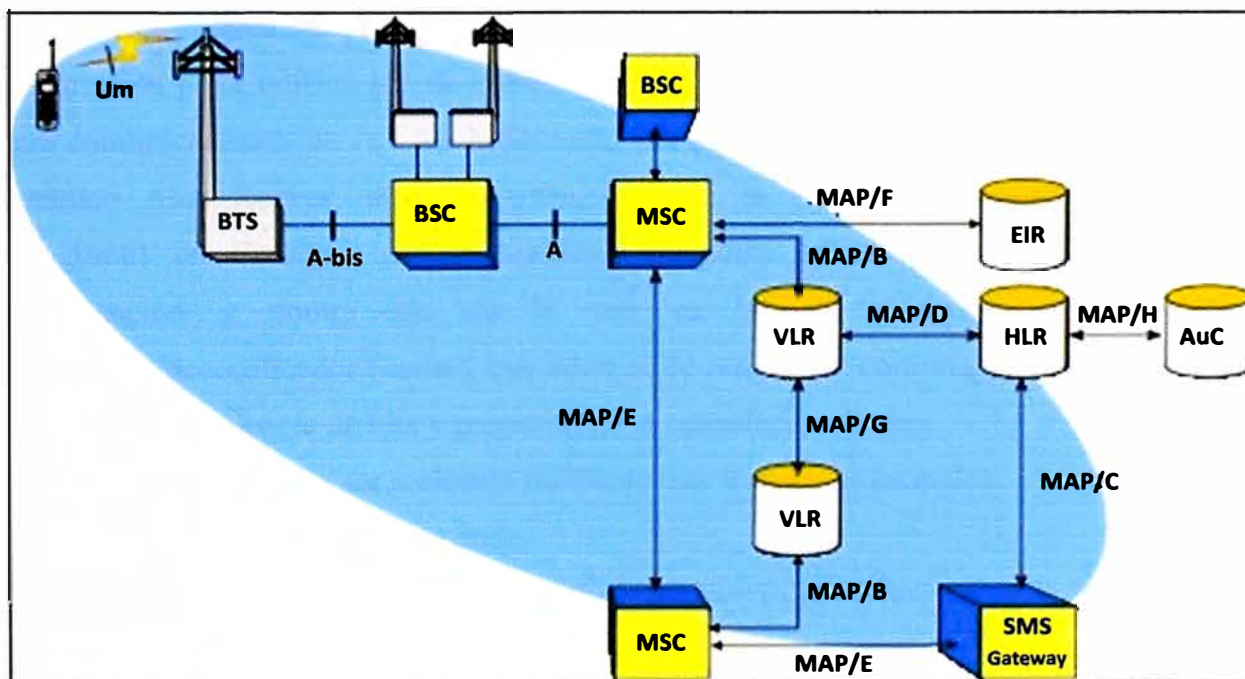 Um
BSC
BTS
A-bis
BSC
A
MSC
MAP/F
EIR
MAP/B
VLR
MAP/D
HLR
MAP/H
AuC
MAP/E
MAP/G
MAP/C
VLR
MAP/B
MSC
MAP/E
SMS
Gateway